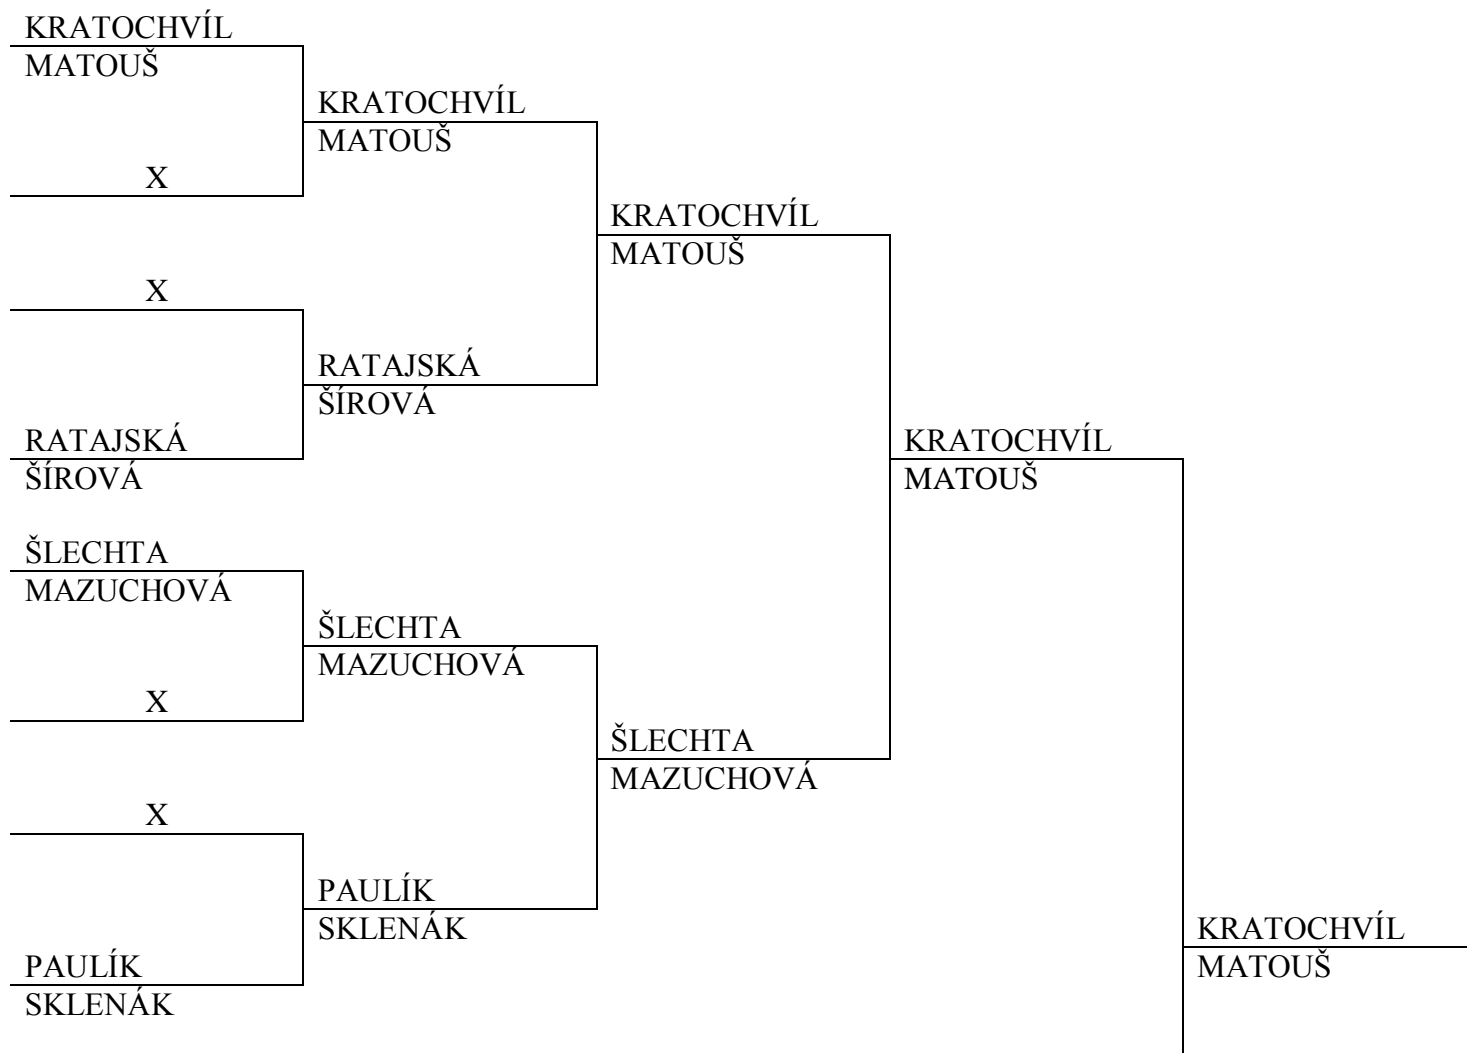 KRATOCHVÍL
MATOUŠ
X
X
RATAJSKÁ
ŠÍROVÁ
ŠLECHTA
MAZUCHOVÁ
X
X
PAULÍK
SKLENÁK
KRATOCHVÍL
MATOUŠ
RATAJSKÁ
ŠÍROVÁ
ŠLECHTA
MAZUCHOVÁ
PAULÍK
SKLENÁK
KRATOCHVÍL
MATOUŠ
ŠLECHTA
MAZUCHOVÁ
KRATOCHVÍL
MATOUŠ
KRATOCHVÍL
MATOUŠ